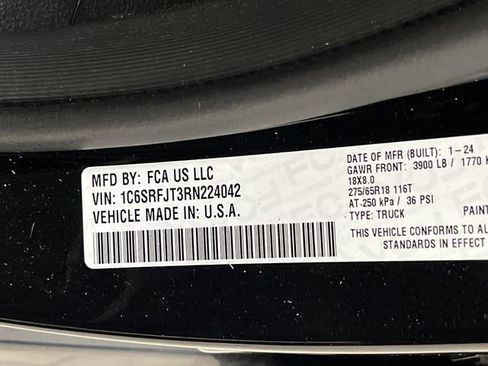 MFD BY: FCA US LLC
VIN: 1C6SRFJT3RN224042
VEHICLE MADE IN: U.S.A.
DATE OF MFR (BUILT): 1-24
GAWR FRONT: 3900 LB / 1770 K
18X8.0
275/65R18 116T
AT-250 kPa / 36 PSI
TYPE: TRUCK
PAINT
THIS VEHICLE CONFORMS TO AL
STANDARDS IN EFFECT